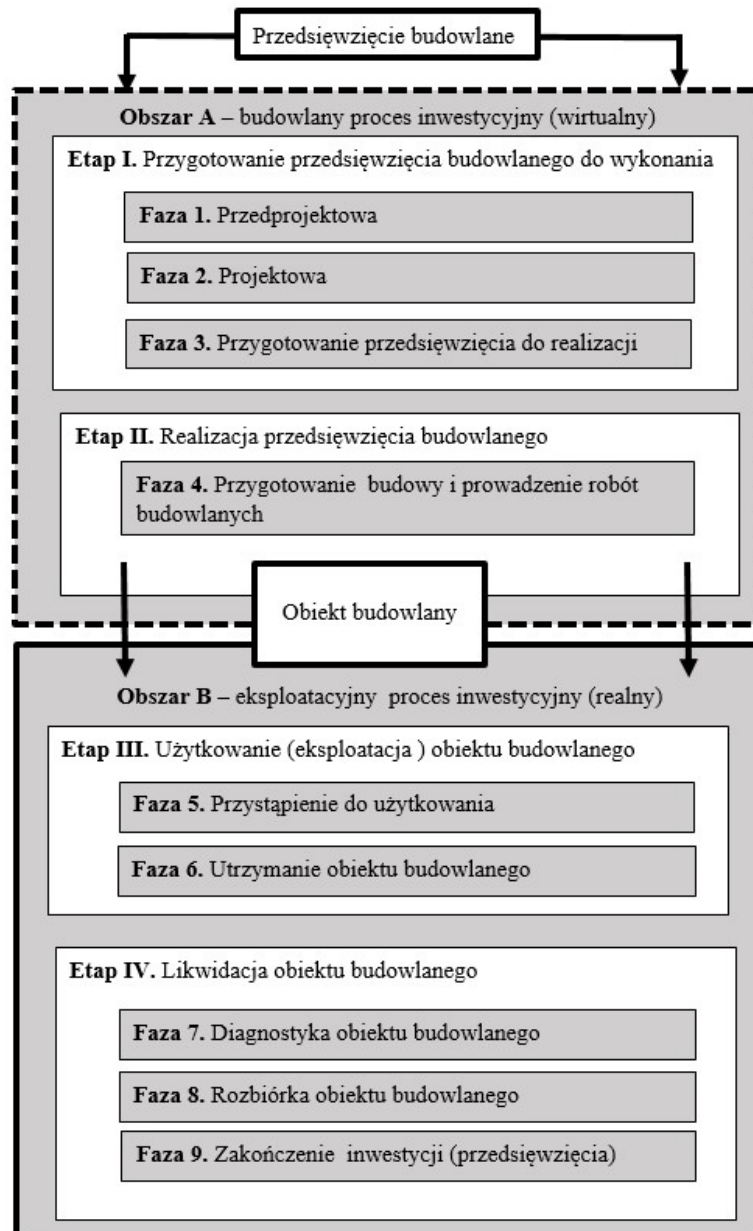 Przedsięwzięcie budowlane
Obszar A – budowlany proces inwestycyjny (wirtualny)
Etap I. Przygotowanie przedsięwzięcia budowlanego do wykonania
Faza 1. Przedprojektowa
Faza 2. Projektowa
Faza 3. Przygotowanie przedsięwzięcia do realizacji
Etap II. Realizacja przedsięwzięcia budowlanego
Faza 4. Przygotowanie budowy i prowadzenie robót
budowlanych
Obiekt budowlany
Obszar B – eksploatacyjny proces inwestycyjny (realny)
Etap III. Użytkowanie (eksploatacja ) obiektu budowlanego
Faza 5. Przystąpienie do użytkowania
Faza 6. Utrzymanie obiektu budowlanego
Etap IV. Likwidacja obiektu budowlanego
Faza 7. Diagnostyka obiektu budowlanego
Faza 8. Rozbiórka obiektu budowlanego
Faza 9. Zakończenie inwestycji (przedsięwzięcia)